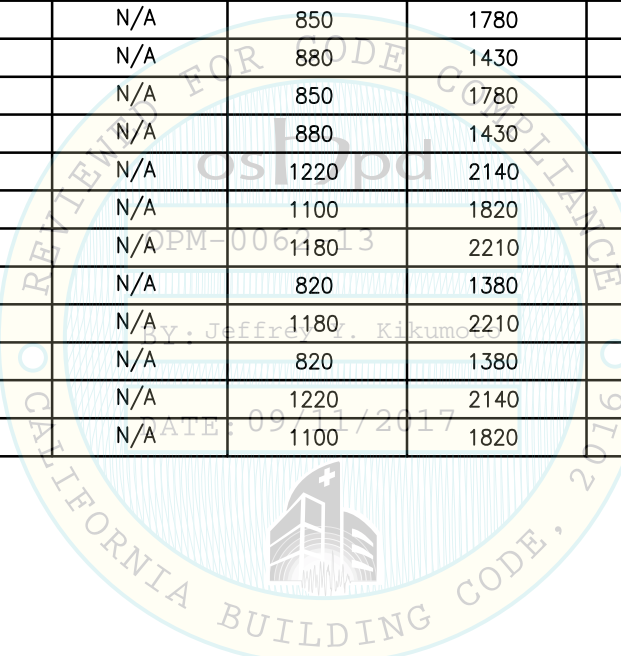 N/A 850 1780
N/A 880 1430
N/A 850 1780
N/A 880 1430
N/A 1220 2140
N/A 1100 1820
N/A 1180 2210
N/A 820 1380
N/A 1180 2210
N/A 820 1380
N/A 1220 2140
N/A 1100 1820
REVIEWED FOR CODE COMPLIANCE
oshpd
OPM-0062-13
BY: Jeffrey Y. Kikumoto
DATE: 09/11/2017
CALIFORNIA BUILDING CODE, 2016